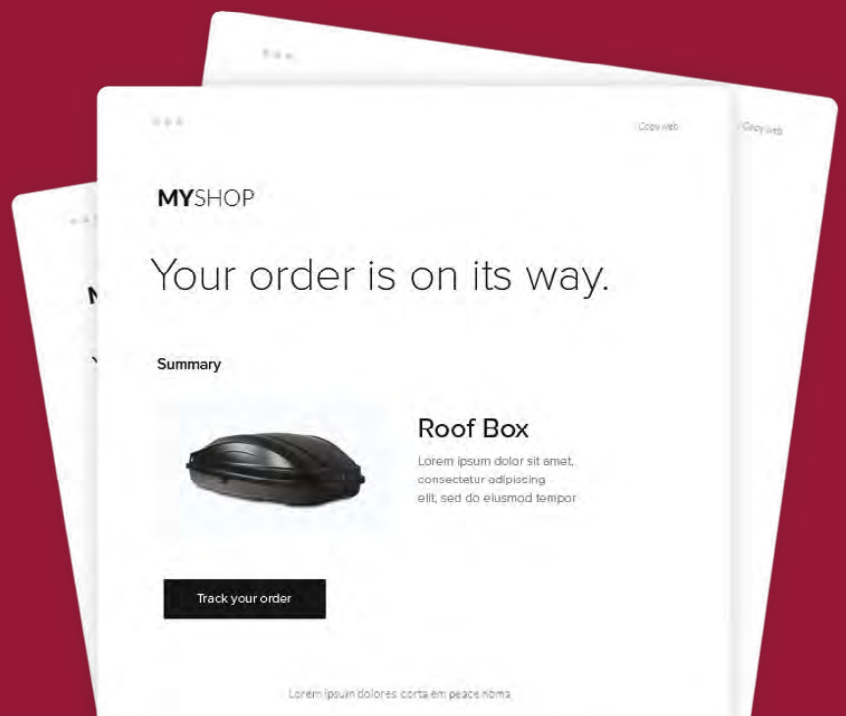 Copy web
Copy web
MYSHOP
Your order is on its way.
Summary
Roof Box
Lorem ipsum dolor sit amet,
consectetur adipiscing
elit, sed do eiusmod tempor
Track your order
Lorem ipsum dolores corta em peace noma